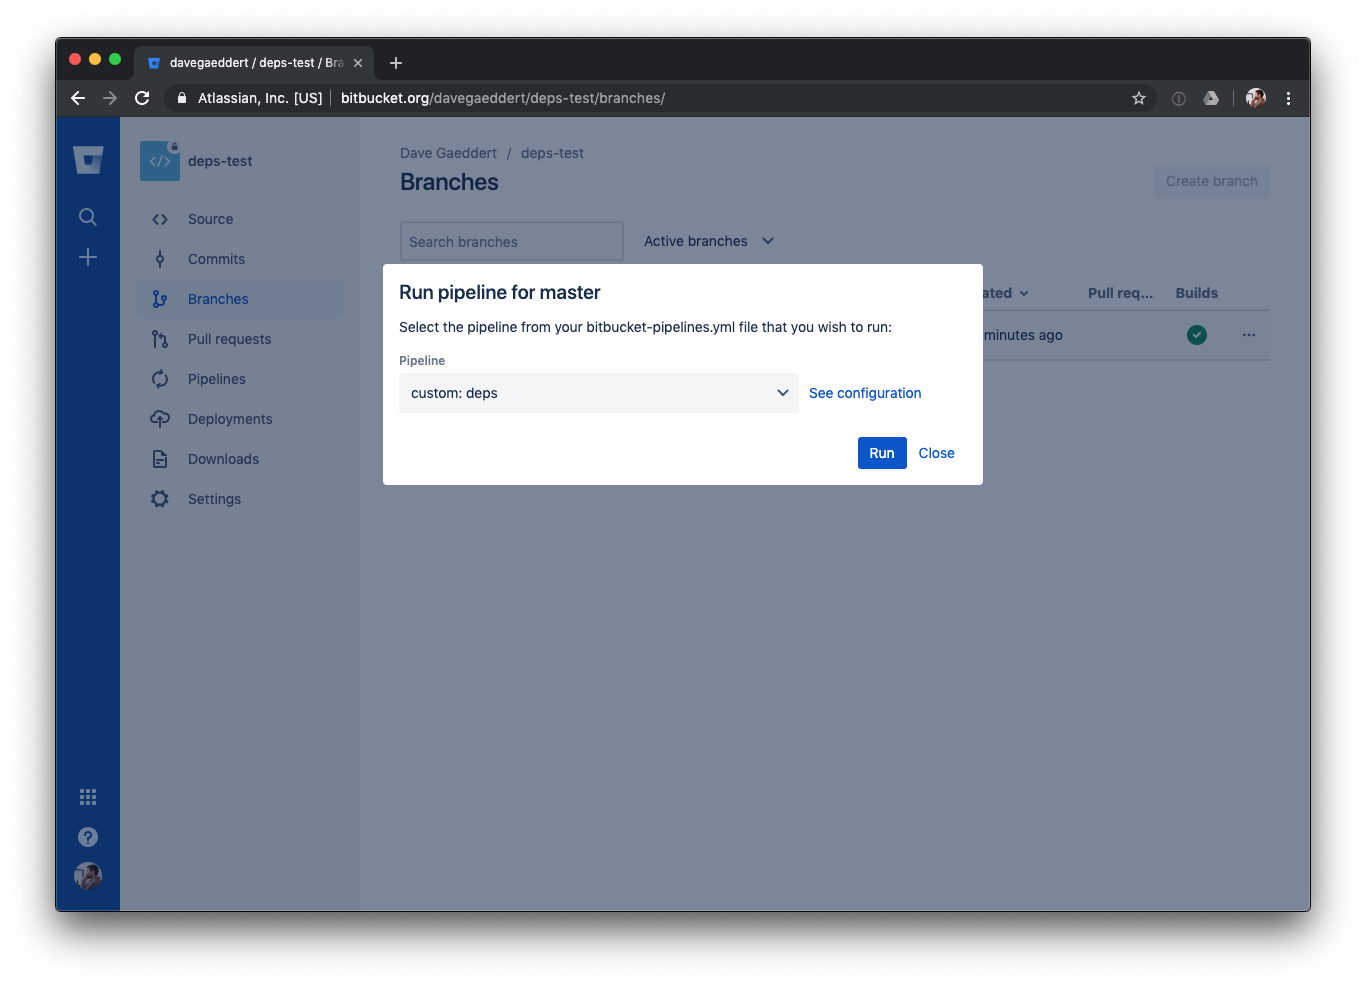 davegaeddert / deps-test / Bra
Atlassian, Inc. [US] bitbucket.org/davegaeddert/deps-test/branches/
deps-test
Source
Commits
Branches
Pull requests
Pipelines
Deployments
Downloads
Settings
Dave Gaeddert / deps-test
Branches
Create branch
Search branches
Active branches
ated Pull req... Builds
minutes ago
Run pipeline for master
Select the pipeline from your bitbucket-pipelines.yml file that you wish to run:
Pipeline
custom: deps
See configuration
Run Close